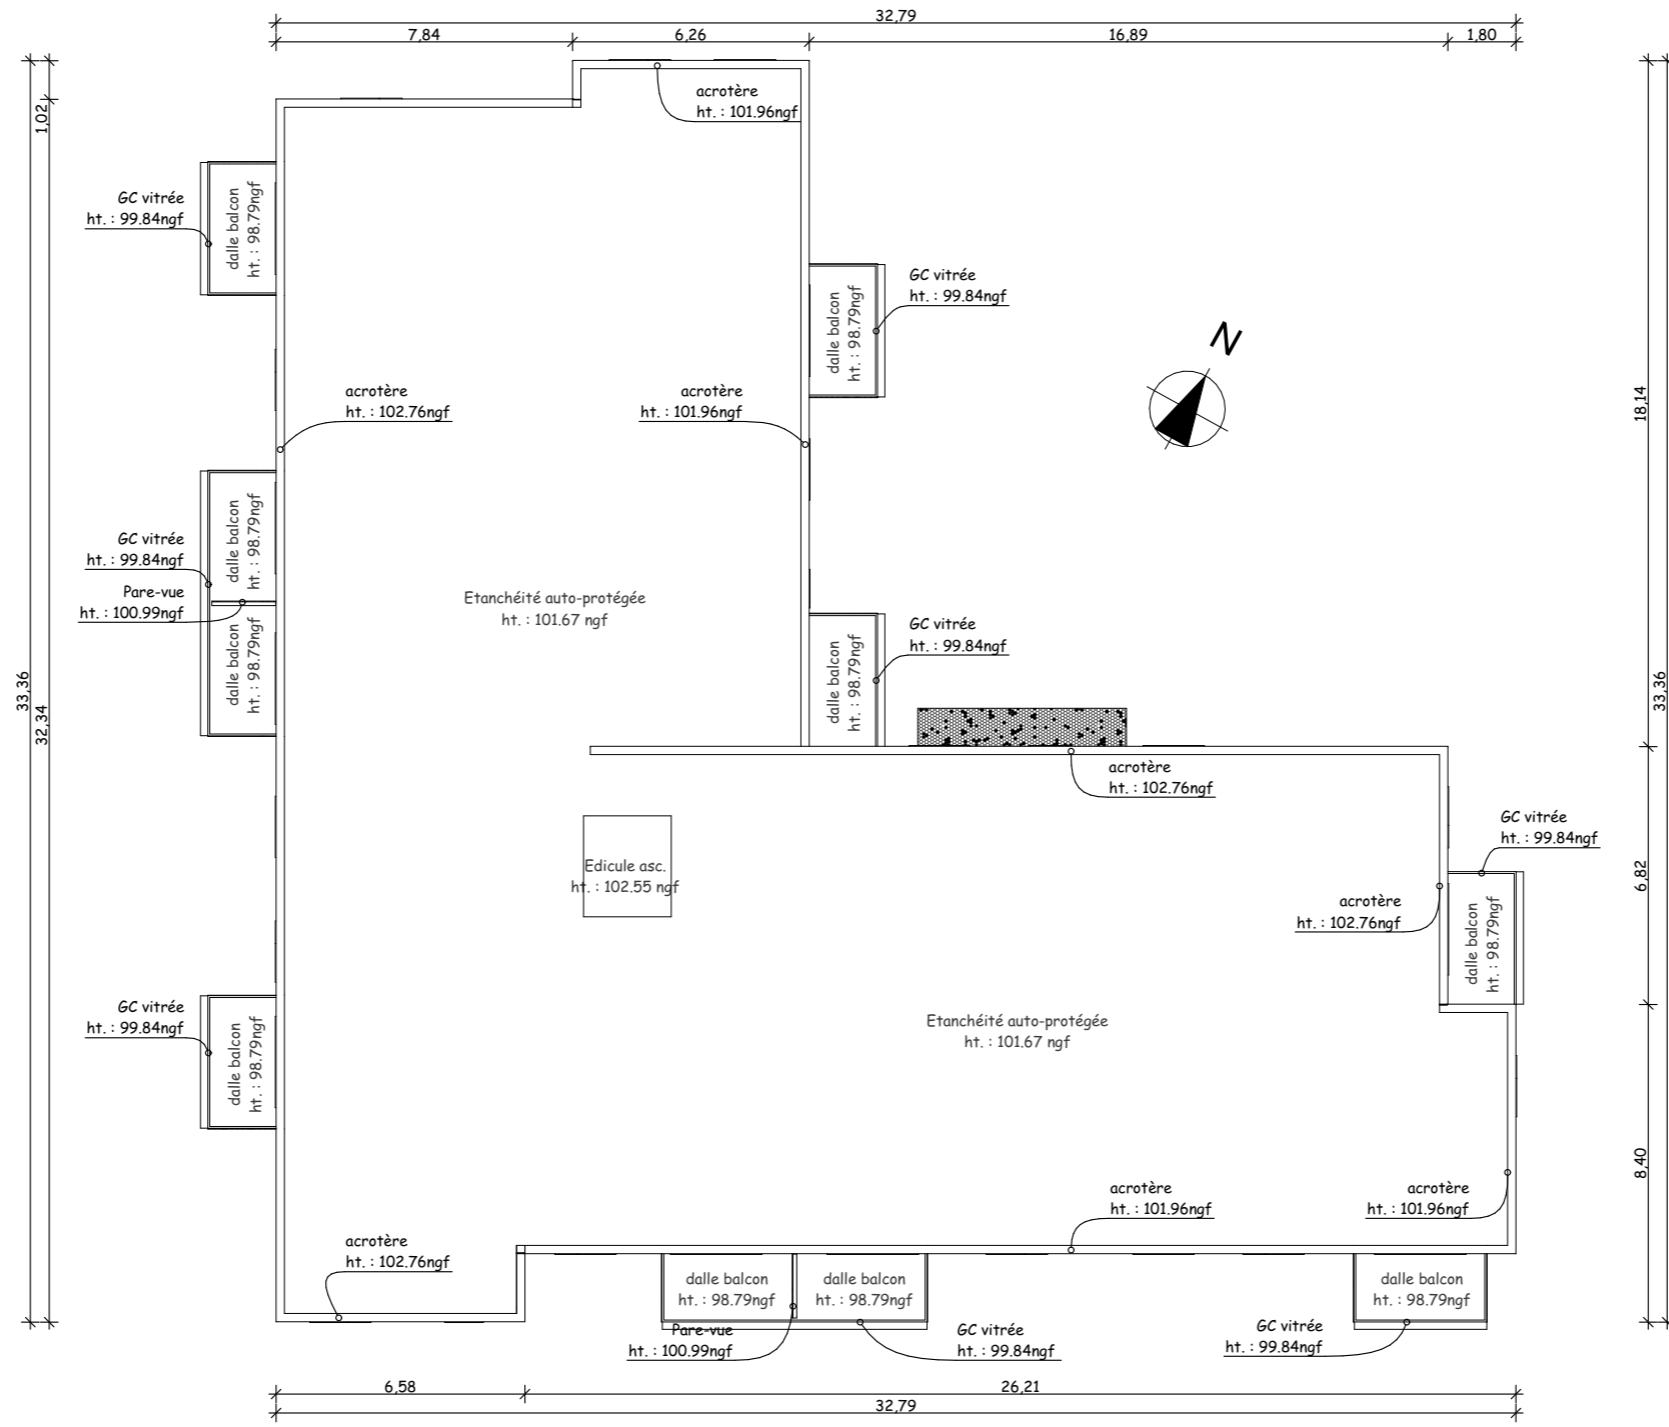 32,79
7,84
6,26
16,89
1,80
1,02
33,36
32,34
acrotère
ht. : 101.96ngf
GC vitrée
ht. : 99.84ngf
dalle balcon
ht. : 98.79ngf
GC vitrée
ht. : 99.84ngf
dalle balcon
ht. : 98.79ngf
N
acrotère
ht. : 102.76ngf
acrotère
ht. : 101.96ngf
18,14
GC vitrée
ht. : 99.84ngf
dalle balcon
ht. : 98.79ngf
Pare-vue
ht. : 100.99ngf
dalle balcon
ht. : 98.79ngf
Etanchéité auto-protégée
ht. : 101.67 ngf
GC vitrée
ht. : 99.84ngf
dalle balcon
ht. : 98.79ngf
33,36
acrotère
ht. : 102.76ngf
Edicule asc.
ht. : 102.55 ngf
GC vitrée
ht. : 99.84ngf
6,82
acrotère
ht. : 102.76ngf
dalle balcon
ht. : 98.79ngf
GC vitrée
ht. : 99.84ngf
dalle balcon
ht. : 98.79ngf
Etanchéité auto-protégée
ht. : 101.67 ngf
8,40
acrotère
ht. : 101.96ngf
acrotère
ht. : 101.96ngf
acrotère
ht. : 102.76ngf
dalle balcon
ht. : 98.79ngf
dalle balcon
ht. : 98.79ngf
dalle balcon
ht. : 98.79ngf
Pare-vue
ht. : 100.99ngf
GC vitrée
ht. : 99.84ngf
GC vitrée
ht. : 99.84ngf
6,58
26,21
32,79